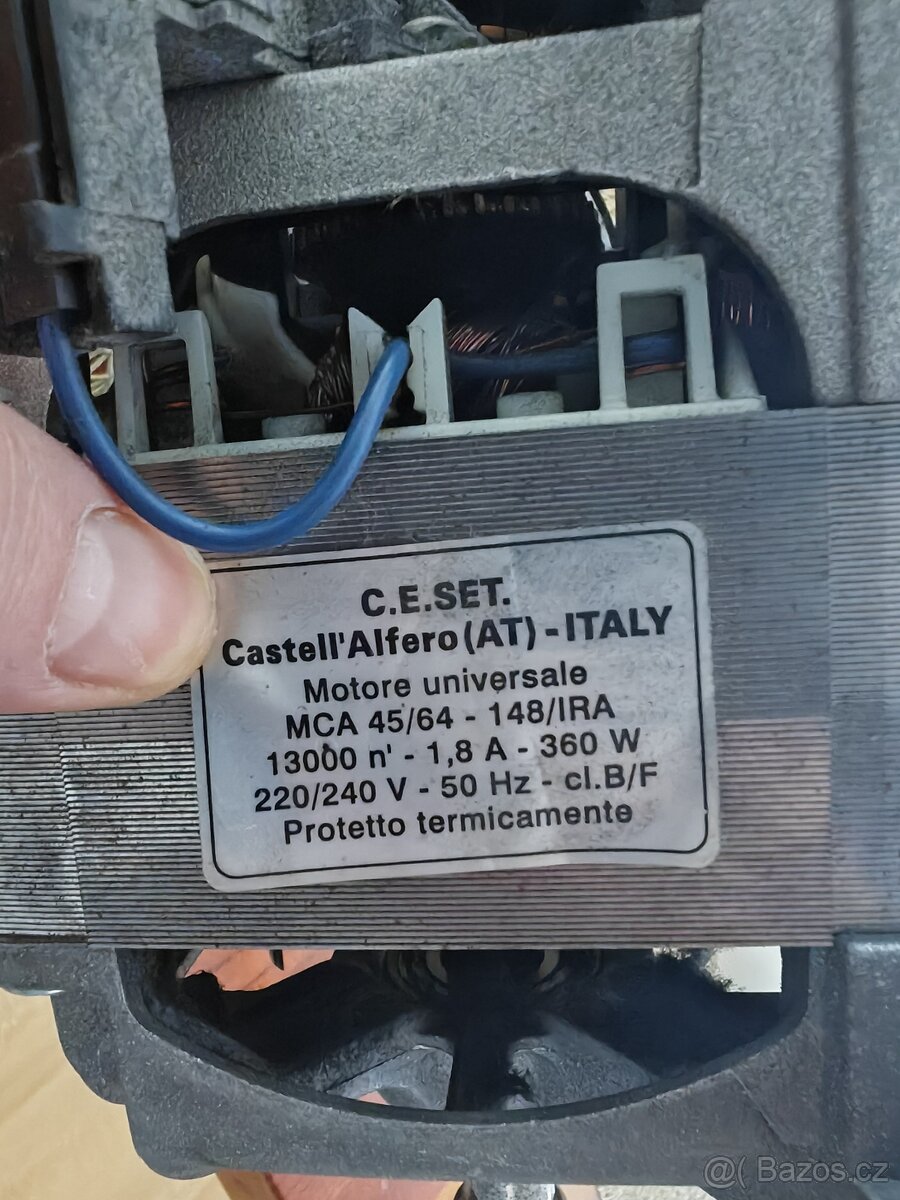 C.E.SET.
Castell'Alfero (AT) - ITALY
Motore universale
MCA 45/64 - 148/IRA
13000 n' - 1,8 A - 360 W
220/240 V - 50 Hz - cl.B/F
Protetto termicamente
@( Bazos.cz